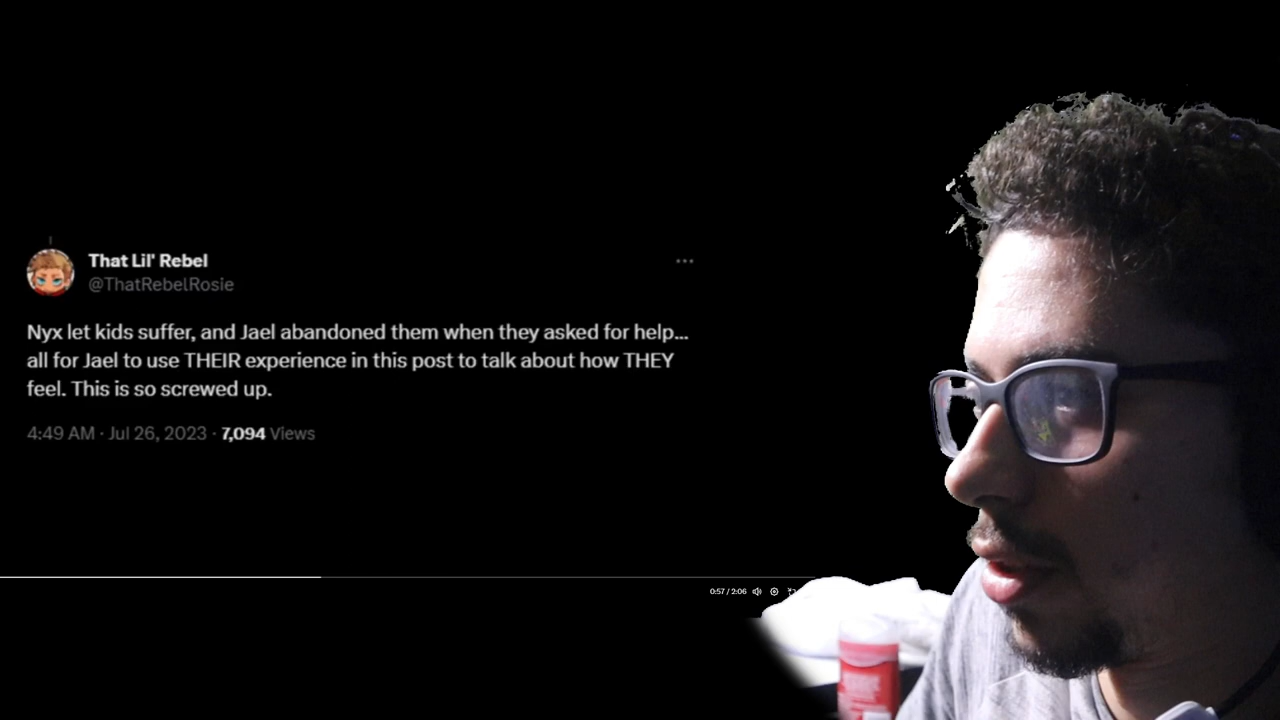 That Lil' Rebel
@ThatRebelRosie
Nyx let kids suffer, and Jael abandoned them when they asked for help...
all for Jael to use THEIR experience in this post to talk about how THEY
feel. This is so screwed up.
4:49 AM · Jul 26, 2023 · 7,094 Views
0:57 / 2:06